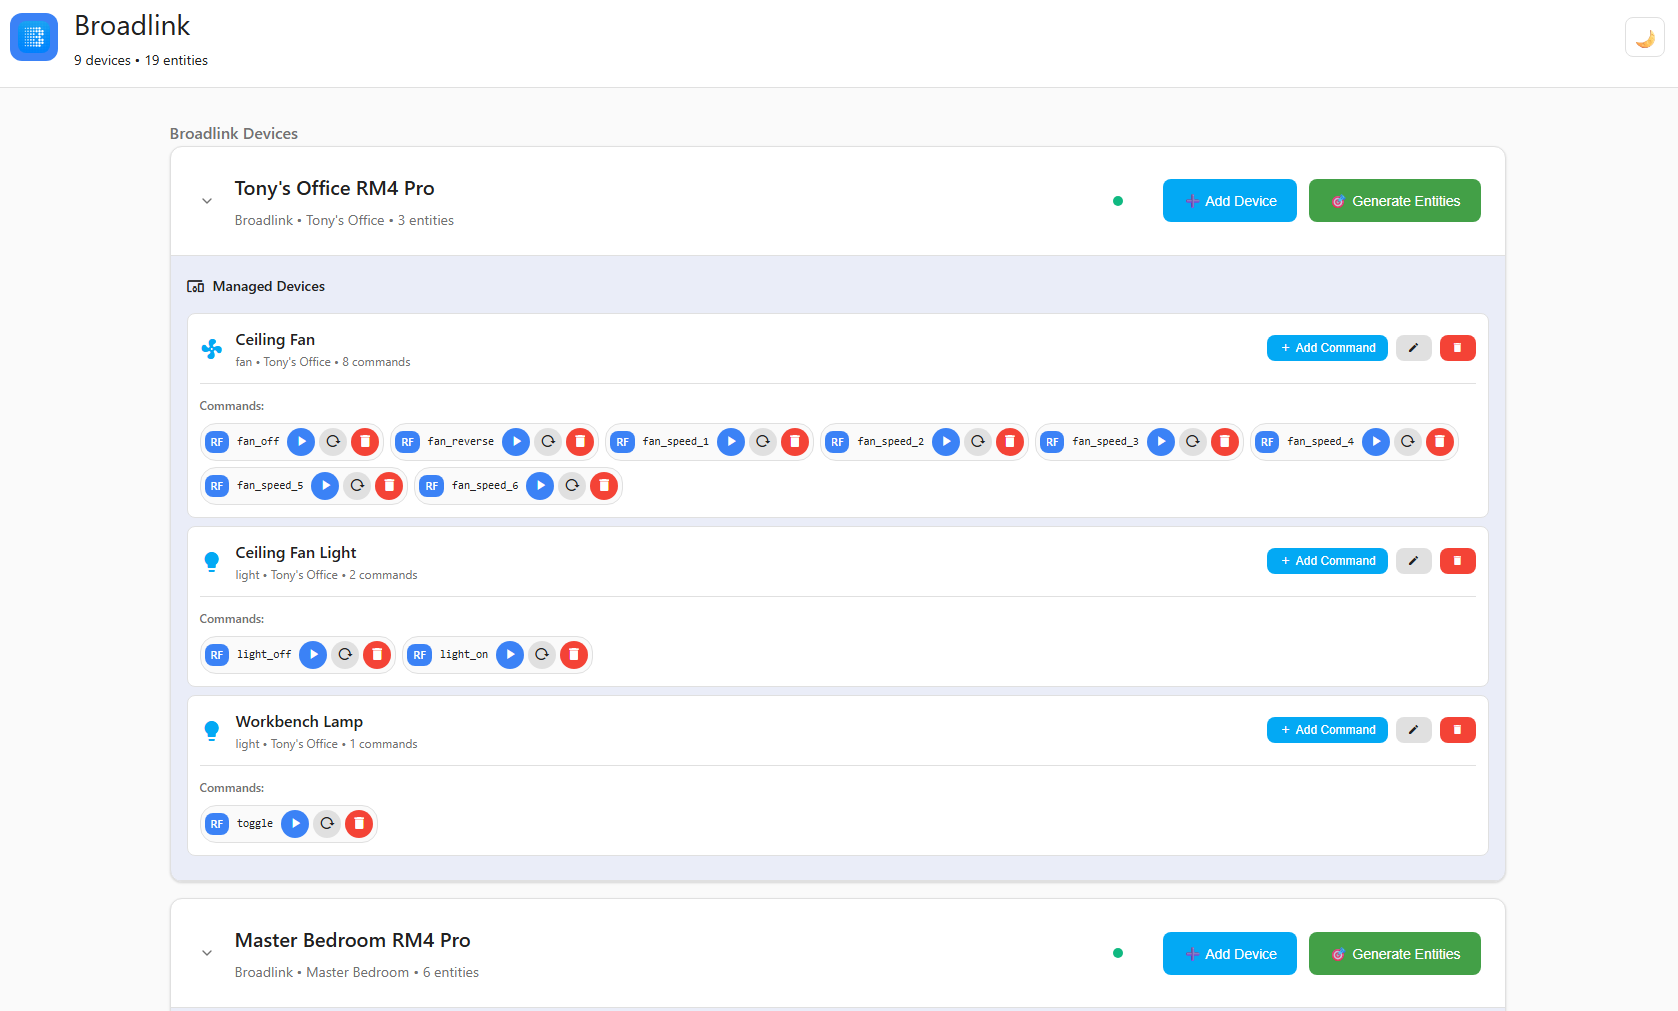 Broadlink
9 devices • 19 entities
Broadlink Devices
Tony's Office RM4 Pro
Broadlink • Tony's Office • 3 entities
Add Device
Generate Entities
Managed Devices
Ceiling Fan
fan • Tony's Office • 8 commands
+ Add Command
Commands:
RF fan_off RF fan_reverse RF fan_speed_1 RF fan_speed_2 RF fan_speed_3 RF fan_speed_4
RF fan_speed_5 RF fan_speed_6
Ceiling Fan Light
light • Tony's Office • 2 commands
+ Add Command
Commands:
RF light_off RF light_on
Workbench Lamp
light • Tony's Office • 1 commands
+ Add Command
Commands:
RF toggle
Master Bedroom RM4 Pro
Broadlink • Master Bedroom • 6 entities
Add Device
Generate Entities